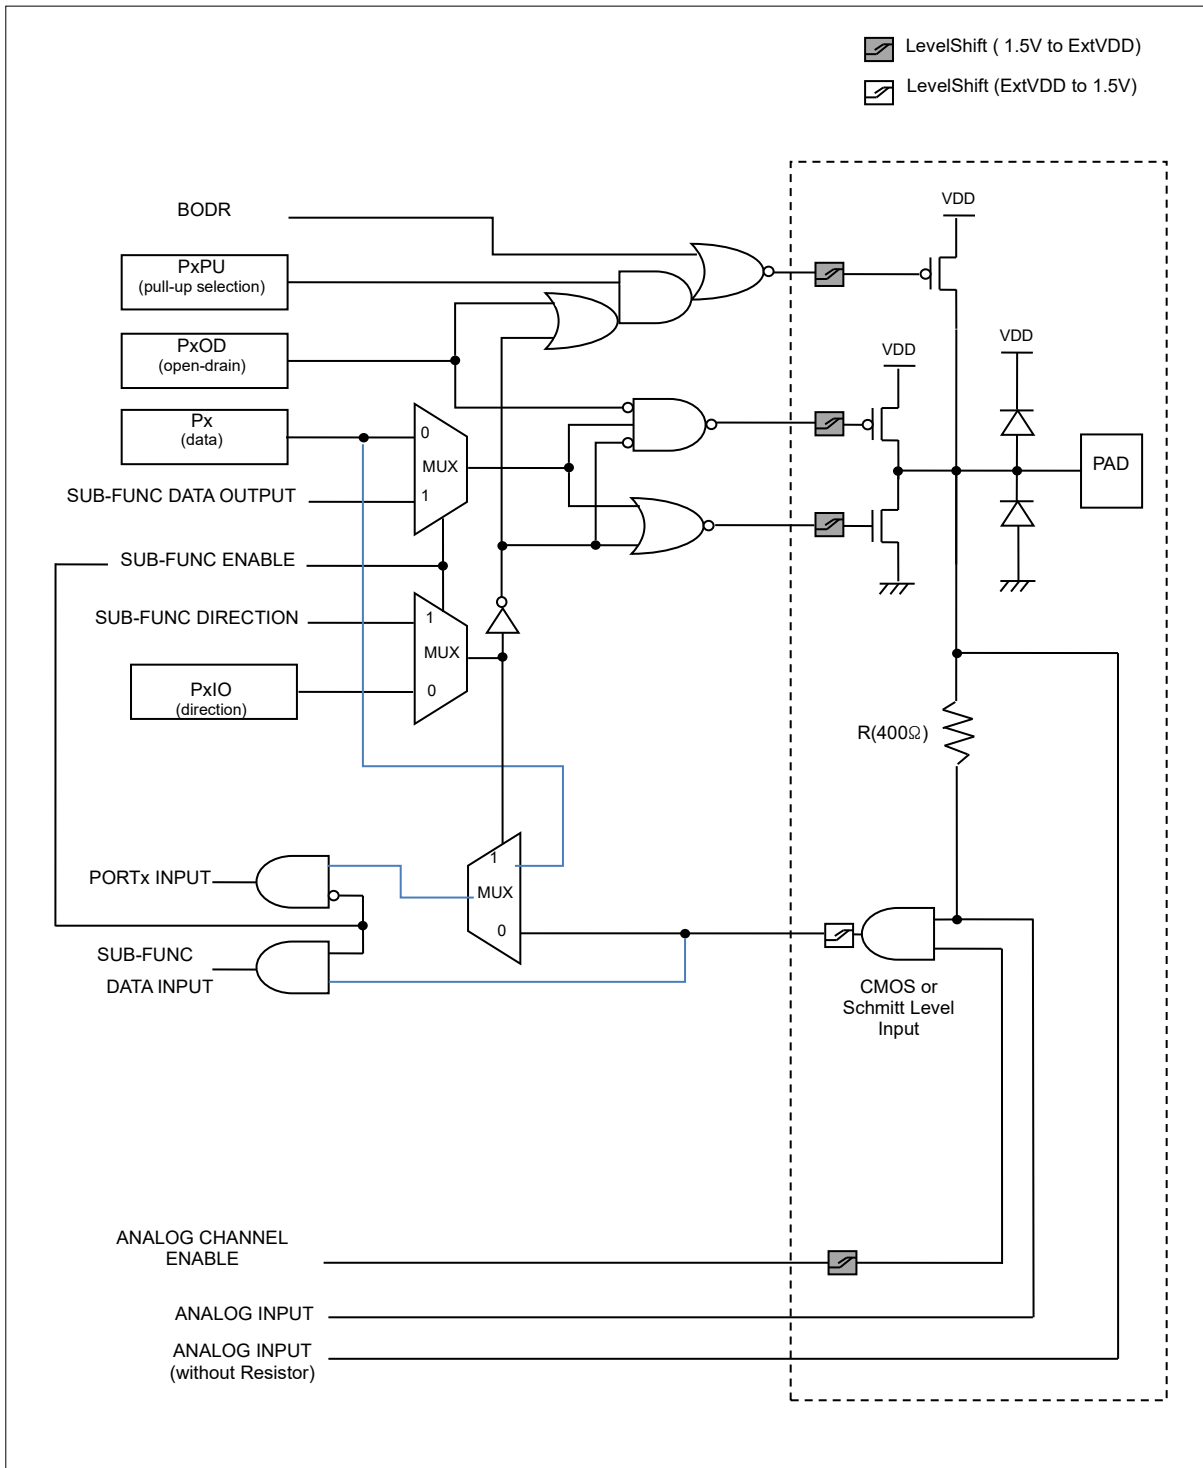 LevelShift ( 1.5V to ExtVDD)
LevelShift (ExtVDD to 1.5V)
VDD
BODR
PxPU
(pull-up selection)
PxOD
(open-drain)
VDD
VDD
Px
(data)
0
MUX
1
PAD
SUB-FUNC DATA OUTPUT
SUB-FUNC ENABLE
SUB-FUNC DIRECTION
1
MUX
0
PxIO
(direction)
R(400Ω)
1
MUX
0
PORTx INPUT
SUB-FUNC
DATA INPUT
CMOS or
Schmitt Level
Input
ANALOG CHANNEL
ENABLE
ANALOG INPUT
ANALOG INPUT
(without Resistor)